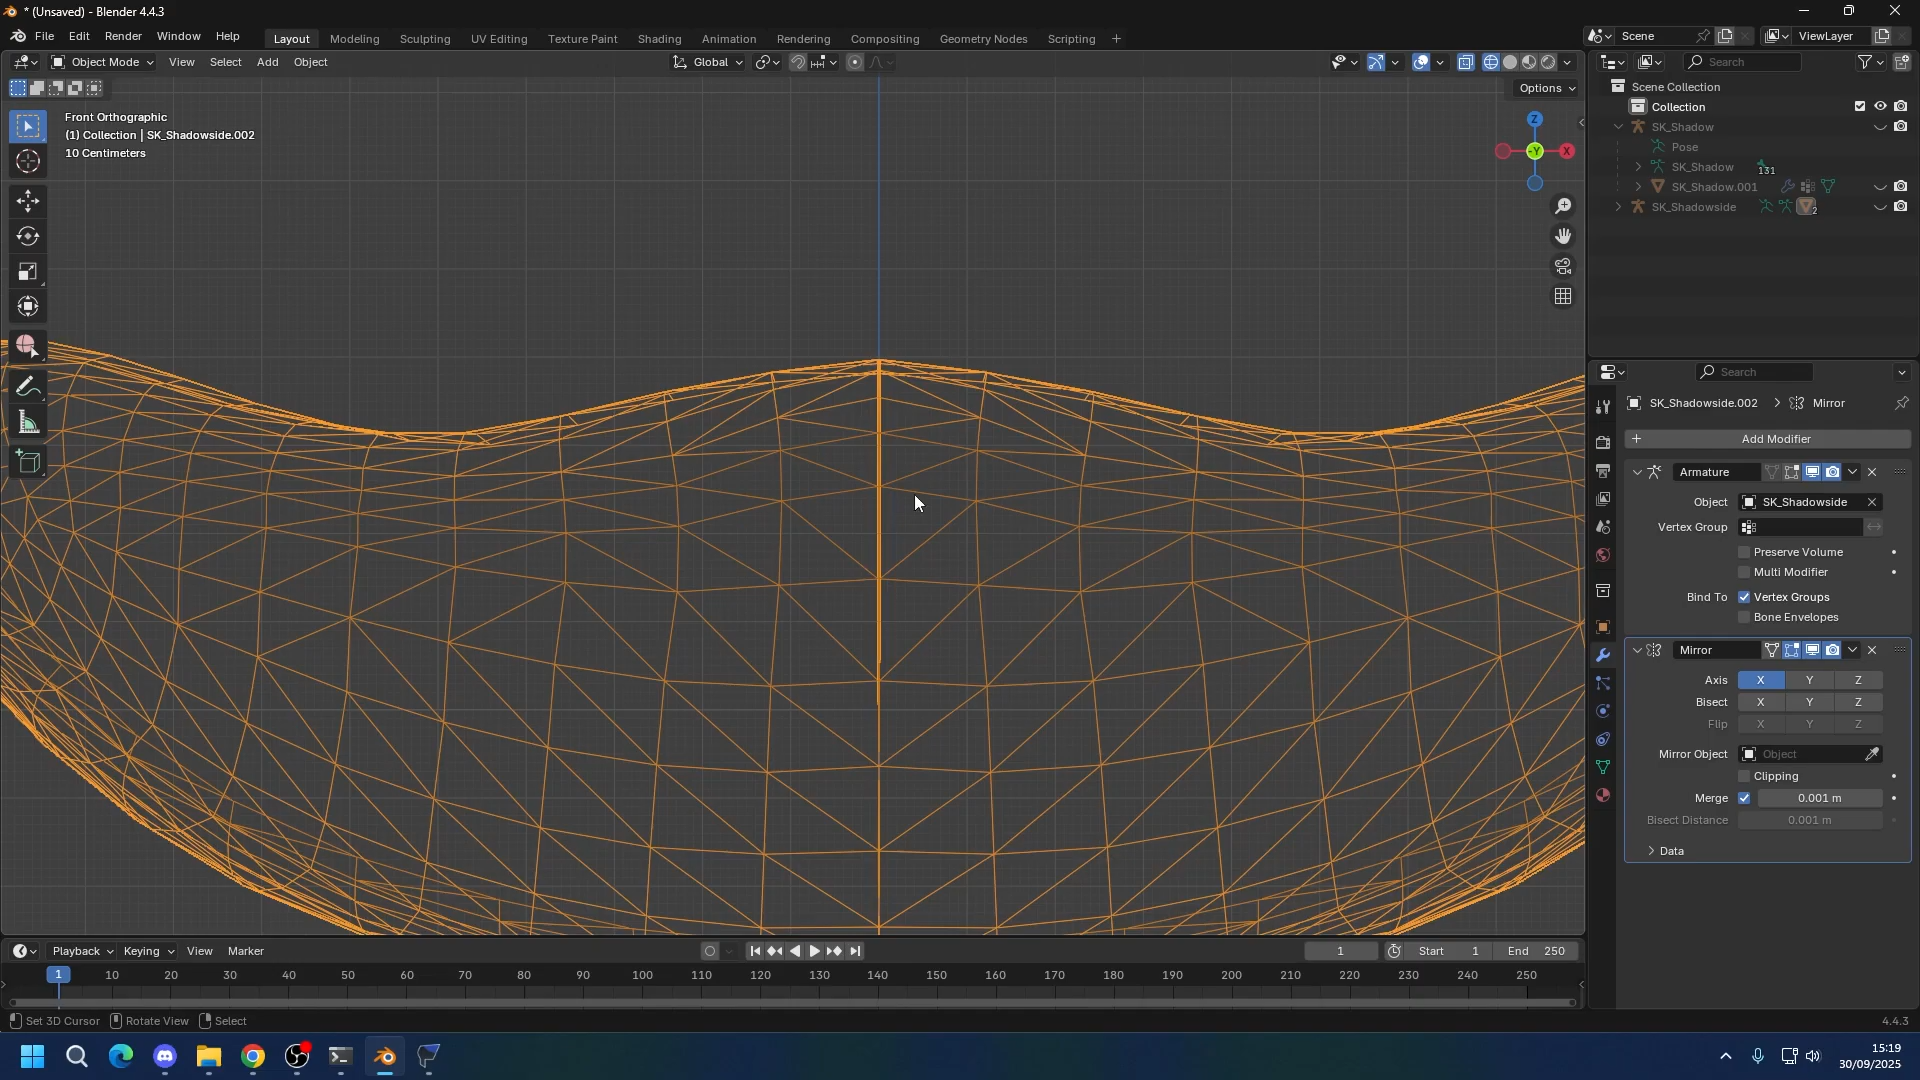 * (Unsaved) - Blender 4.4.3
File Edit Render Window Help
Layout Modeling Sculpting UV Editing Texture Paint Shading Animation Rendering Compositing Geometry Nodes Scripting +
Scene
ViewLayer
Object Mode
View Select Add Object
Global
Options
Front Orthographic
(1) Collection | SK_Shadowside.002
10 Centimeters
Z
-Y
X
Search
Scene Collection
Collection
SK_Shadow
Pose
SK_Shadow
131
SK_Shadow.001
SK_Shadowside
2
Search
SK_Shadowside.002 > Mirror
+ Add Modifier
Armature
Object SK_Shadowside
Vertex Group
Preserve Volume
Multi Modifier
Bind To Vertex Groups
Bone Envelopes
Mirror
Axis X Y Z
Bisect X Y Z
Flip X Y Z
Mirror Object Object
Clipping
Merge 0.001 m
Bisect Distance 0.001 m
Data
Playback Keying View Marker
1
Start 1
End 250
1 10 20 30 40 50 60 70 80 90 100 110 120 130 140 150 160 170 180 190 200 210 220 230 240 250
Set 3D Cursor Rotate View Select
4.4.3
15:19
30/09/2025